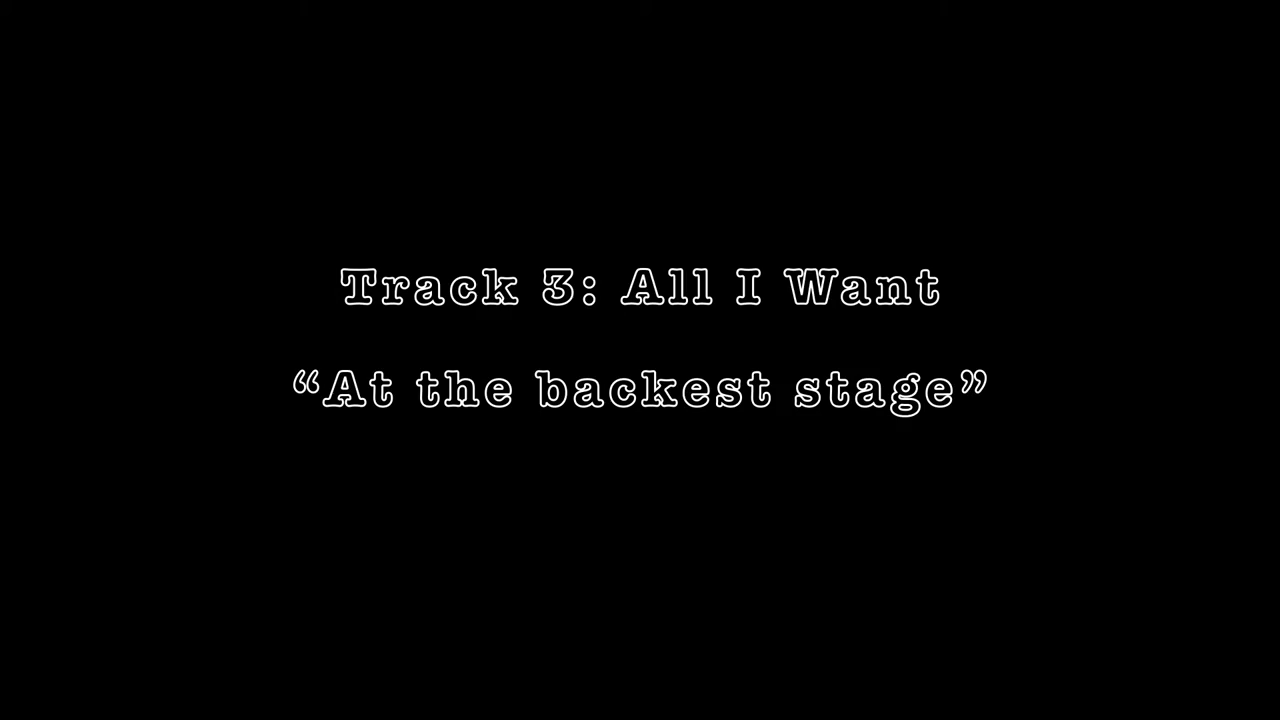 Track 3: All I Want
“At the backest stage”